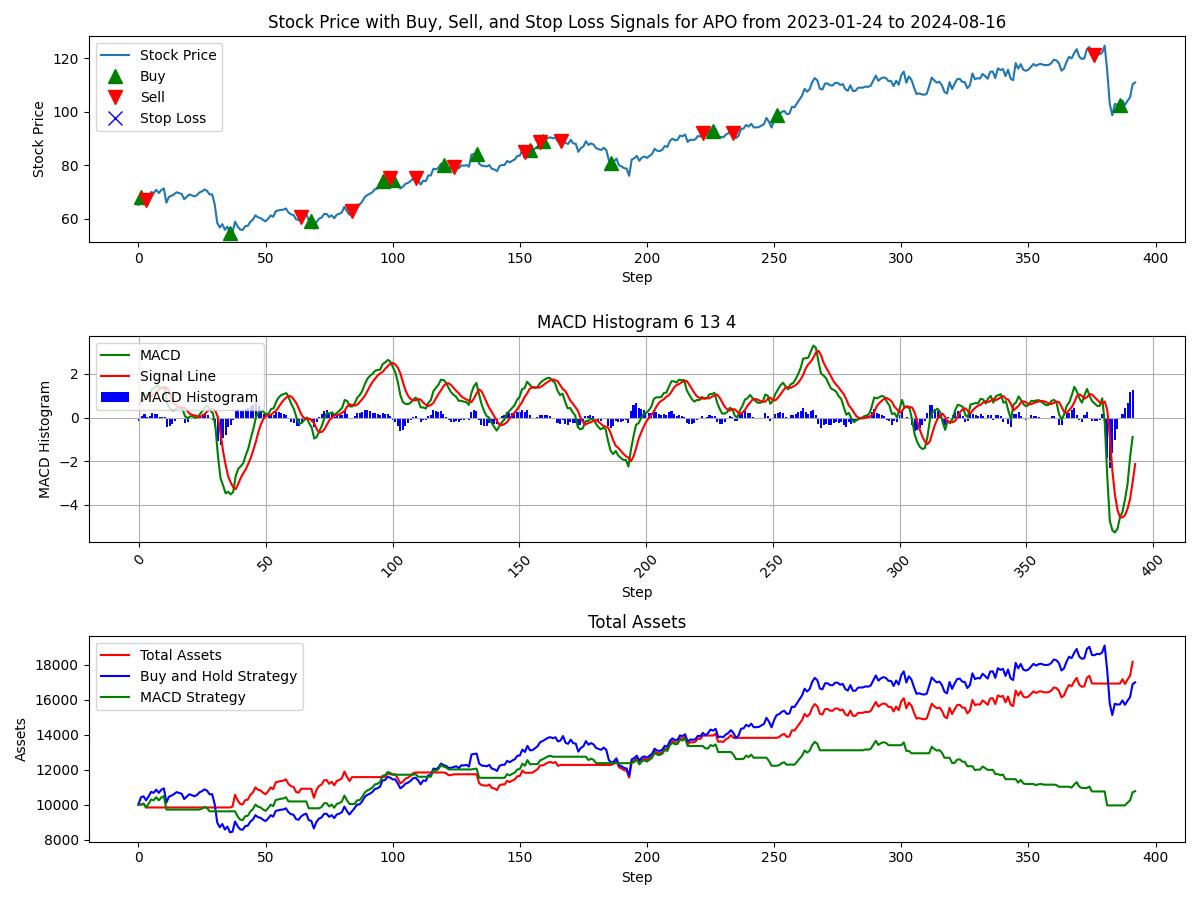 Stock Price with Buy, Sell, and Stop Loss Signals for APO from 2023-01-24 to 2024-08-16
Stock Price
Buy
Sell
Stop Loss
Stock Price
120
100
80
60
0 50 100 150 200 250 300 350 400
Step
MACD Histogram 6 13 4
MACD
Signal Line
MACD Histogram
MACD Histogram
2
0
−2
−4
0 50 100 150 200 250 300 350 400
Step
Total Assets
Total Assets
Buy and Hold Strategy
MACD Strategy
Assets
18000
16000
14000
12000
10000
8000
0 50 100 150 200 250 300 350 400
Step